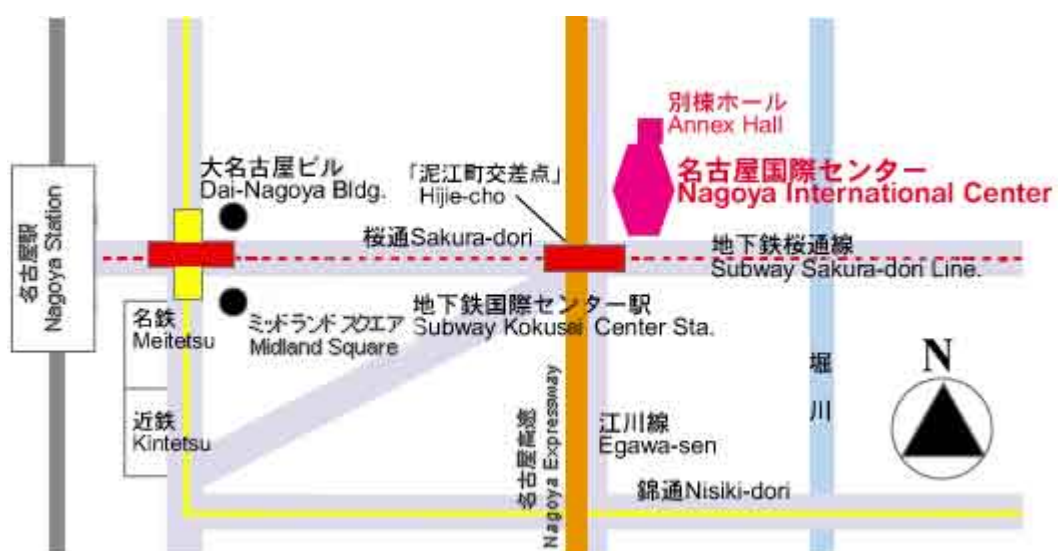 別棟ホール
Annex Hall
名古屋国際センター
Nagoya International Center
大名古屋ビル
Dai-Nagoya Bldg.
「泥江町交差点」
Hijie-cho
名古屋駅
Nagoya Station
桜通Sakura-dori
地下鉄桜通線
Subway Sakura-dori Line.
名鉄
Meitetsu
ミッドランド スクエア
Midland Square
地下鉄国際センター駅
Subway Kokusai Center Sta.
近鉄
Kintetsu
名古屋高速
Nagoya Expressway
江川線
Egawa-sen
堀川
N
錦通Nisiki-dori